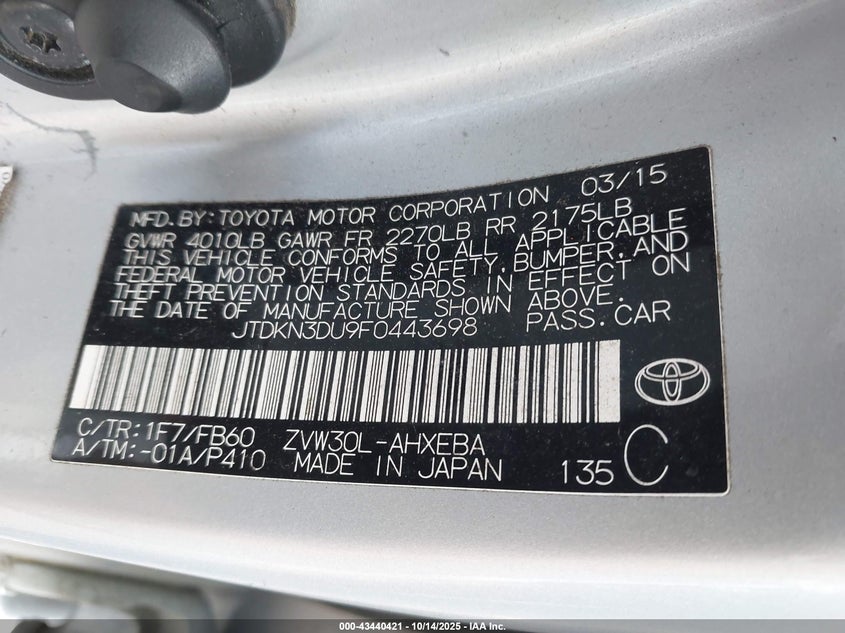 MFD.BY:TOYOTA MOTOR CORPORATION 03/15
GVWR 4010LB GAWR FR 2270LB RR 2175LB
THIS VEHICLE CONFORMS TO ALL APPLICABLE
FEDERAL MOTOR VEHICLE SAFETY,BUMPER,AND
THEFT PREVENTION STANDARDS IN EFFECT ON
THE DATE OF MANUFACTURE SHOWN ABOVE.
JTDKN3DU9F0443698 PASS.CAR
C/TR:1F7/FB60 ZVW30L-AHXEBA
A/TM:-01A/P410 MADE IN JAPAN 135 C
000-43440421 - 10/14/2025 - IAA Inc.